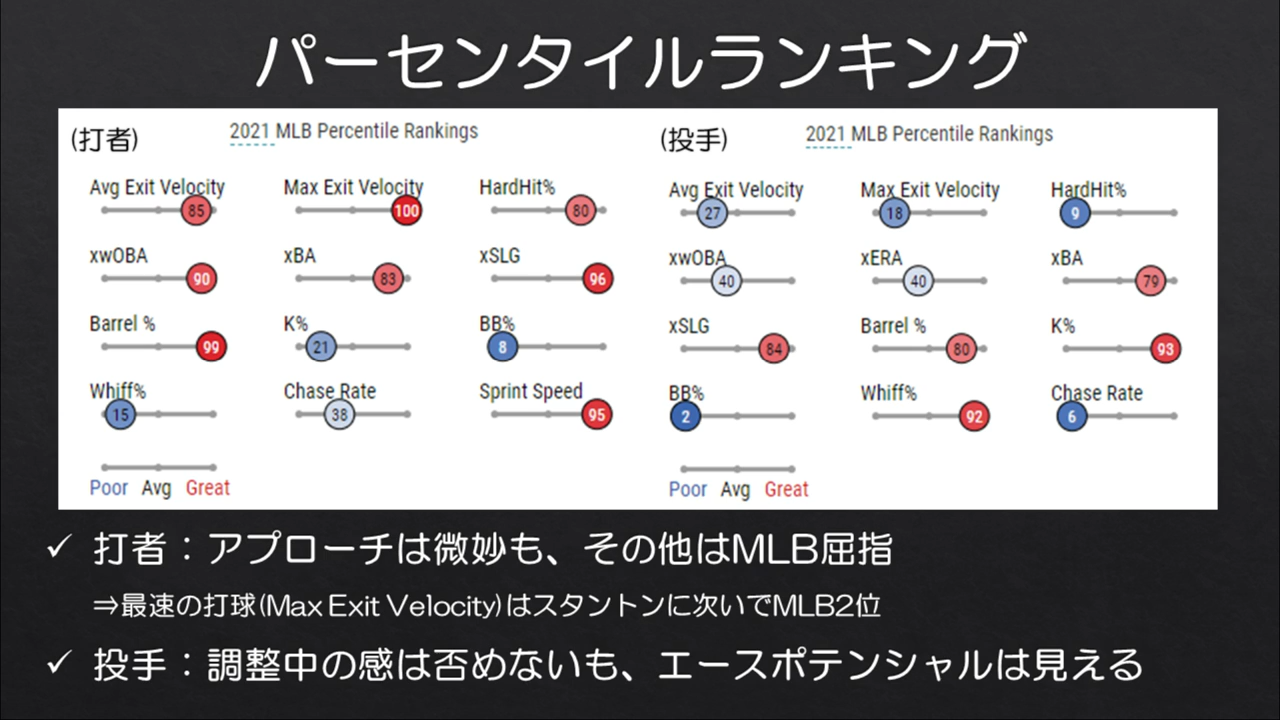 パーセンタイルランキング
(打者)
2021 MLB Percentile Rankings
Avg Exit Velocity
85
Max Exit Velocity
100
HardHit%
80
xwOBA
90
xBA
83
xSLG
96
Barrel %
99
K%
21
BB%
8
Whiff%
15
Chase Rate
38
Sprint Speed
95
Poor Avg Great
(投手)
2021 MLB Percentile Rankings
Avg Exit Velocity
27
Max Exit Velocity
18
HardHit%
9
xwOBA
40
xERA
40
xBA
79
xSLG
84
Barrel %
80
K%
93
BB%
2
Whiff%
92
Chase Rate
6
Poor Avg Great
✓ 打者：アプローチは微妙も、その他はMLB屈指
⇒最速の打球(Max Exit Velocity)はスタントンに次いでMLB2位
✓ 投手：調整中の感は否めないも、エースポテンシャルは見える